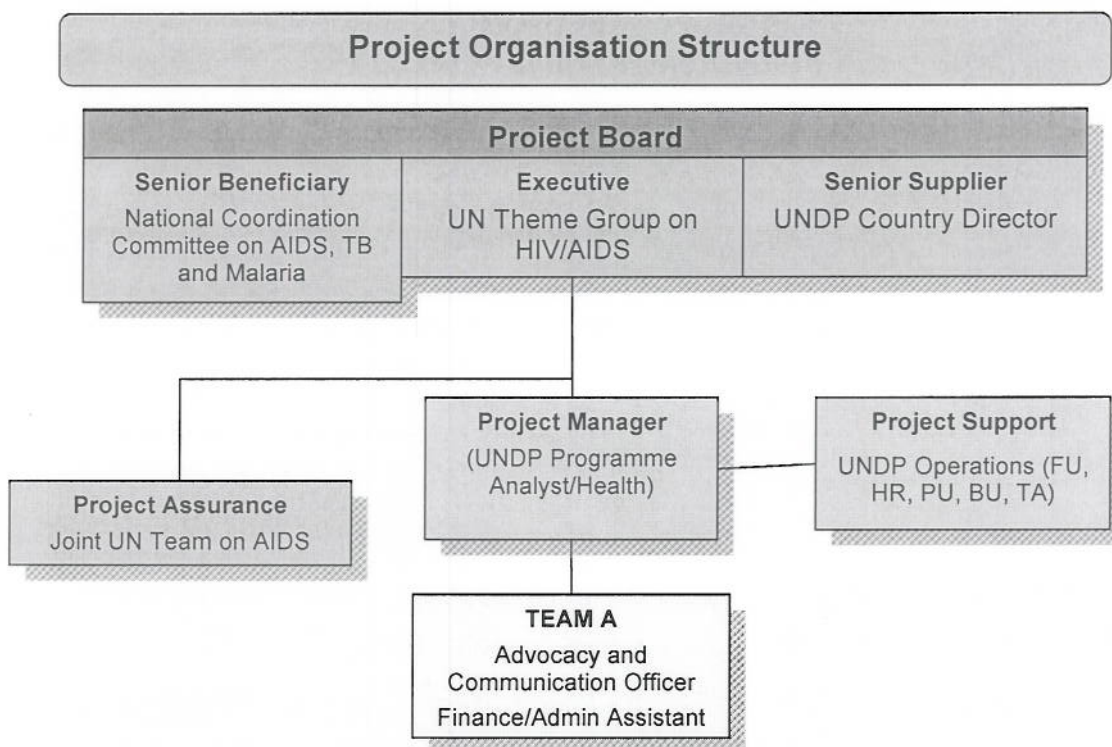 Project Organisation Structure
Project Board
Senior Beneficiary
National Coordination
Committee on AIDS, TB
and Malaria
Executive
UN Theme Group on
HIV/AIDS
Senior Supplier
UNDP Country Director
Project Manager
(UNDP Programme
Analyst/Health)
Project Support
UNDP Operations (FU,
HR, PU, BU, TA)
Project Assurance
Joint UN Team on AIDS
TEAM A
Advocacy and
Communication Officer
Finance/Admin Assistant